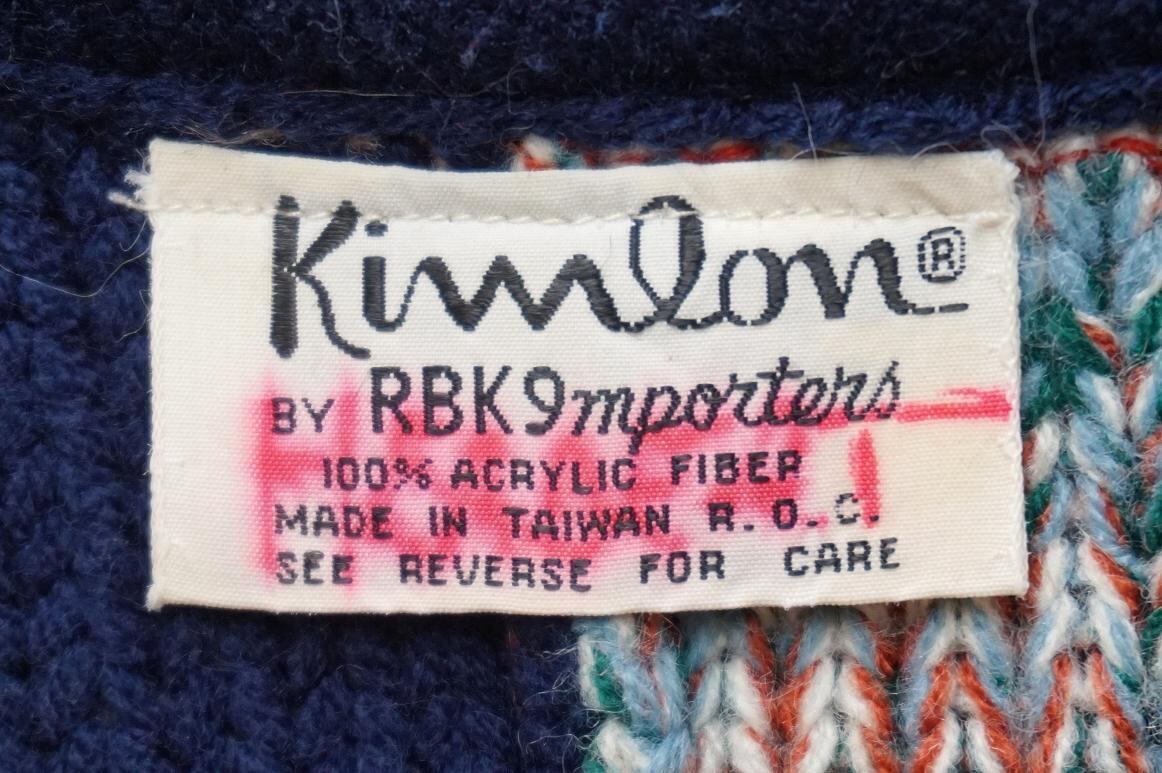 Kimlon®
BY RBK Importers
100% ACRYLIC FIBER
MADE IN TAIWAN R.O.C.
SEE REVERSE FOR CARE